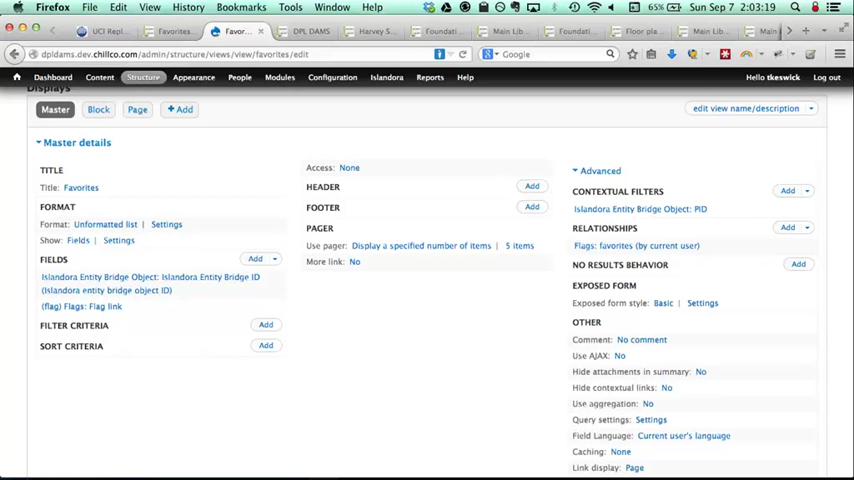 Firefox File Edit View History Bookmarks Tools Window Help 65% Sun Sep 7 2:03:19
UCI Repl... Favorites... Favor... DPL DAMS Harvey S... Foundati... Main Lib... Foundati... Floor pla... Main Lib... Main
dpldams.dev.chillco.com/admin/structure/views/view/favorites/edit Google
Dashboard Content Structure Appearance People Modules Configuration Islandora Reports Help Hello tkeswick Log out
Displays
Master Block Page + Add edit view name/description
Master details
TITLE
Title: Favorites
FORMAT
Format: Unformatted list | Settings
Show: Fields | Settings
FIELDS Add
Islandora Entity Bridge Object: Islandora Entity Bridge ID
(Islandora entity bridge object ID)
(flag) Flags: Flag link
FILTER CRITERIA Add
SORT CRITERIA Add
Access: None
HEADER Add
FOOTER Add
PAGER
Use pager: Display a specified number of items | 5 items
More link: No
Advanced
CONTEXTUAL FILTERS Add
Islandora Entity Bridge Object: PID
RELATIONSHIPS Add
Flags: favorites (by current user)
NO RESULTS BEHAVIOR Add
EXPOSED FORM
Exposed form style: Basic | Settings
OTHER
Comment: No comment
Use AJAX: No
Hide attachments in summary: No
Hide contextual links: No
Use aggregation: No
Query settings: Settings
Field Language: Current user's language
Caching: None
Link display: Page